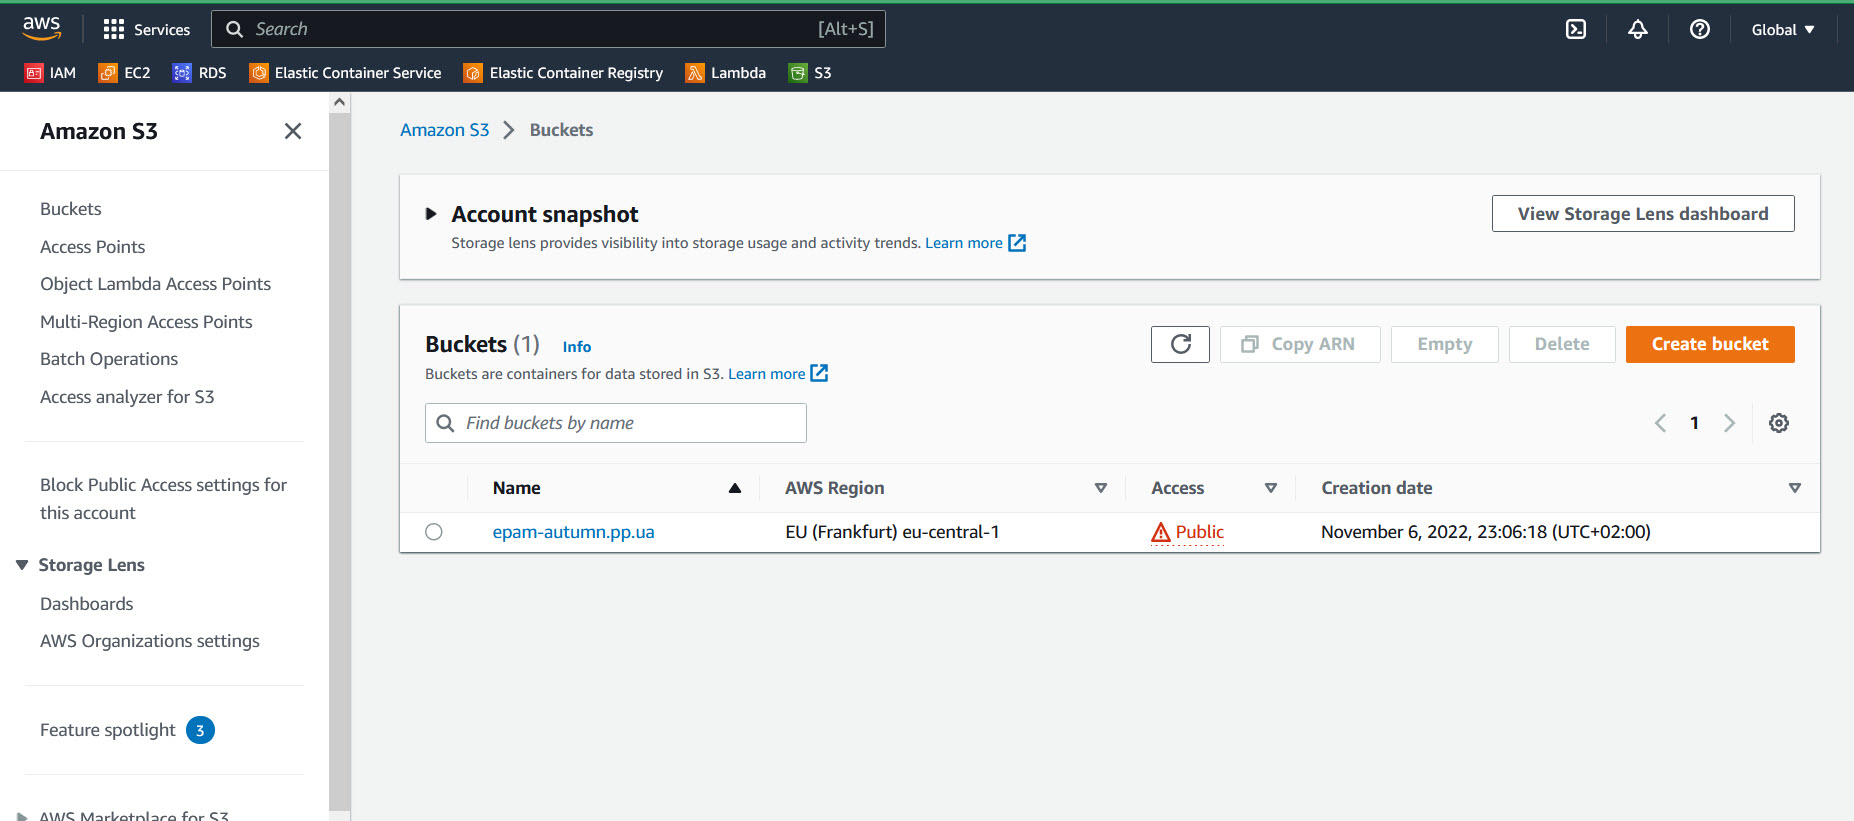 aws
Services
Search
[Alt+S]
Global
IAM
EC2
RDS
Elastic Container Service
Elastic Container Registry
Lambda
S3
Amazon S3
Buckets
Access Points
Object Lambda Access Points
Multi-Region Access Points
Batch Operations
Access analyzer for S3
Block Public Access settings for
this account
Storage Lens
Dashboards
AWS Organizations settings
Feature spotlight 3
AWS Marketplace for S3
Amazon S3 > Buckets
Account snapshot
Storage lens provides visibility into storage usage and activity trends. Learn more
View Storage Lens dashboard
Buckets (1) Info
Buckets are containers for data stored in S3. Learn more
Copy ARN
Empty
Delete
Create bucket
Find buckets by name
1
Name AWS Region Access Creation date
epam-autumn.pp.ua EU (Frankfurt) eu-central-1 Public November 6, 2022, 23:06:18 (UTC+02:00)